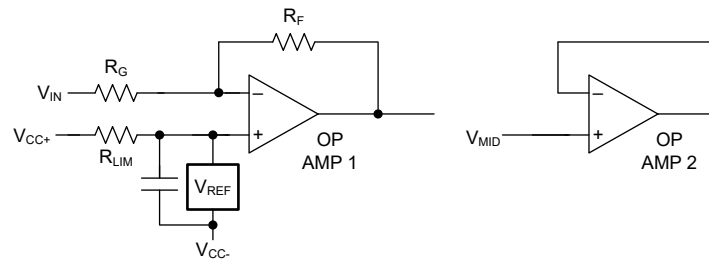 R_F
R_G
V_IN
−
V_CC+
+
R_LIM
OP
AMP 1
V_REF
V_CC-
−
V_MID
+
OP
AMP 2